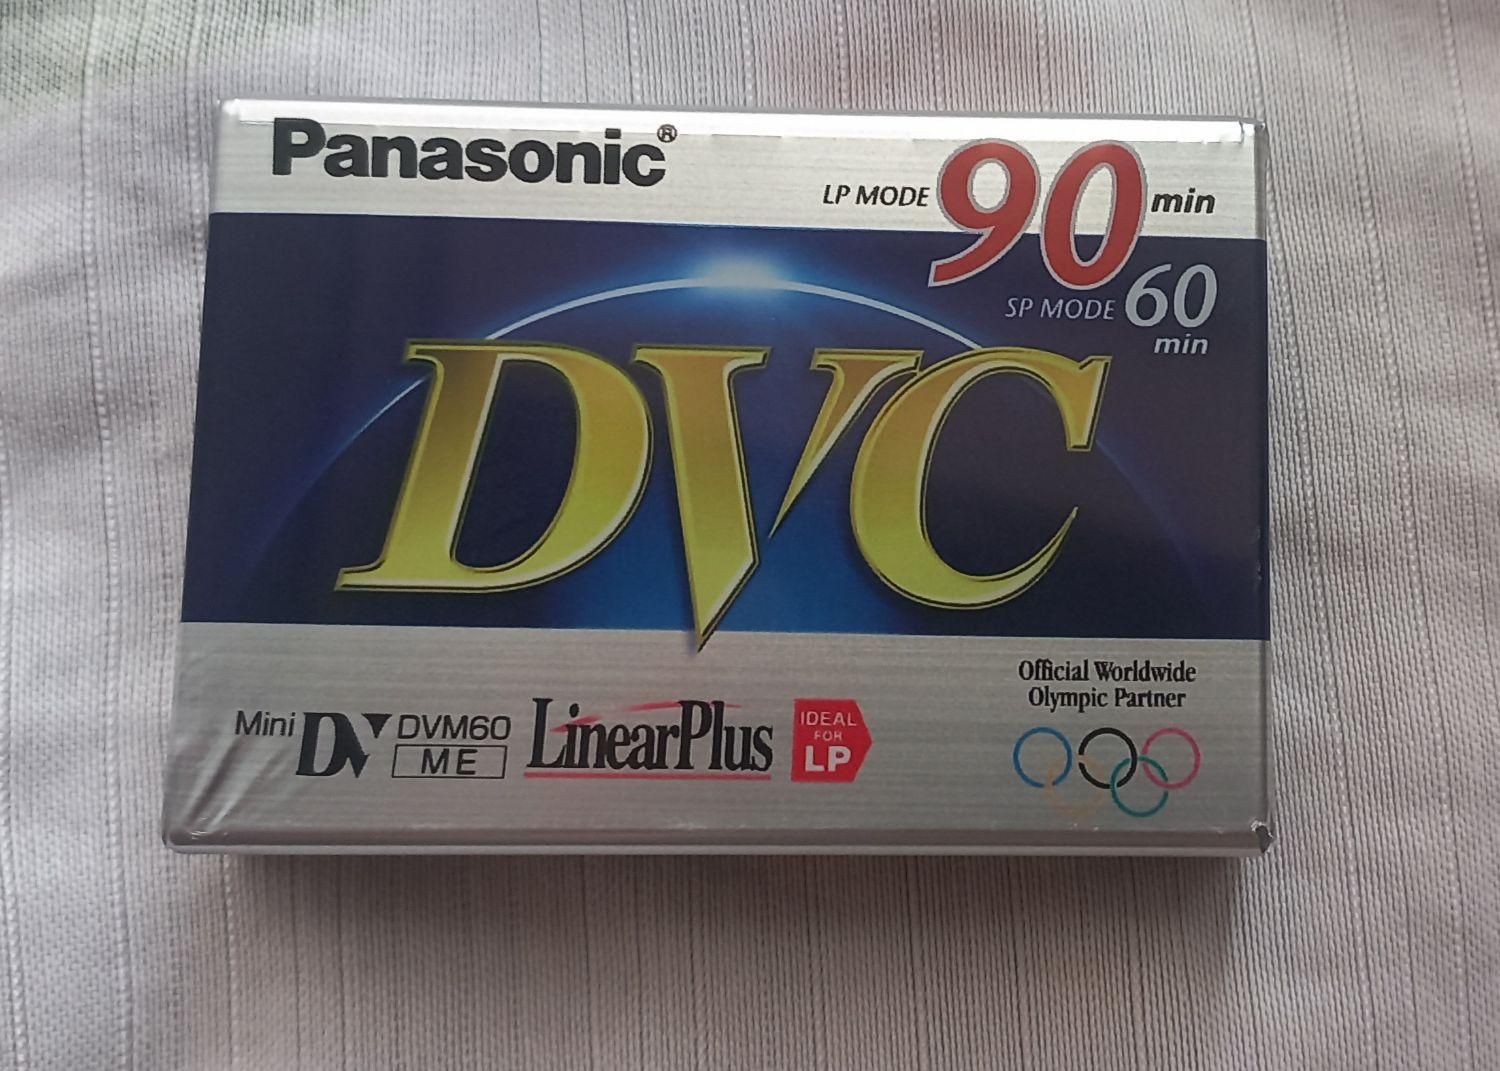 Panasonic®
LP MODE 90 min
SP MODE 60
min
DVC
Official Worldwide
Olympic Partner
Mini DV DVM60
ME
LinearPlus
IDEAL
FOR
LP